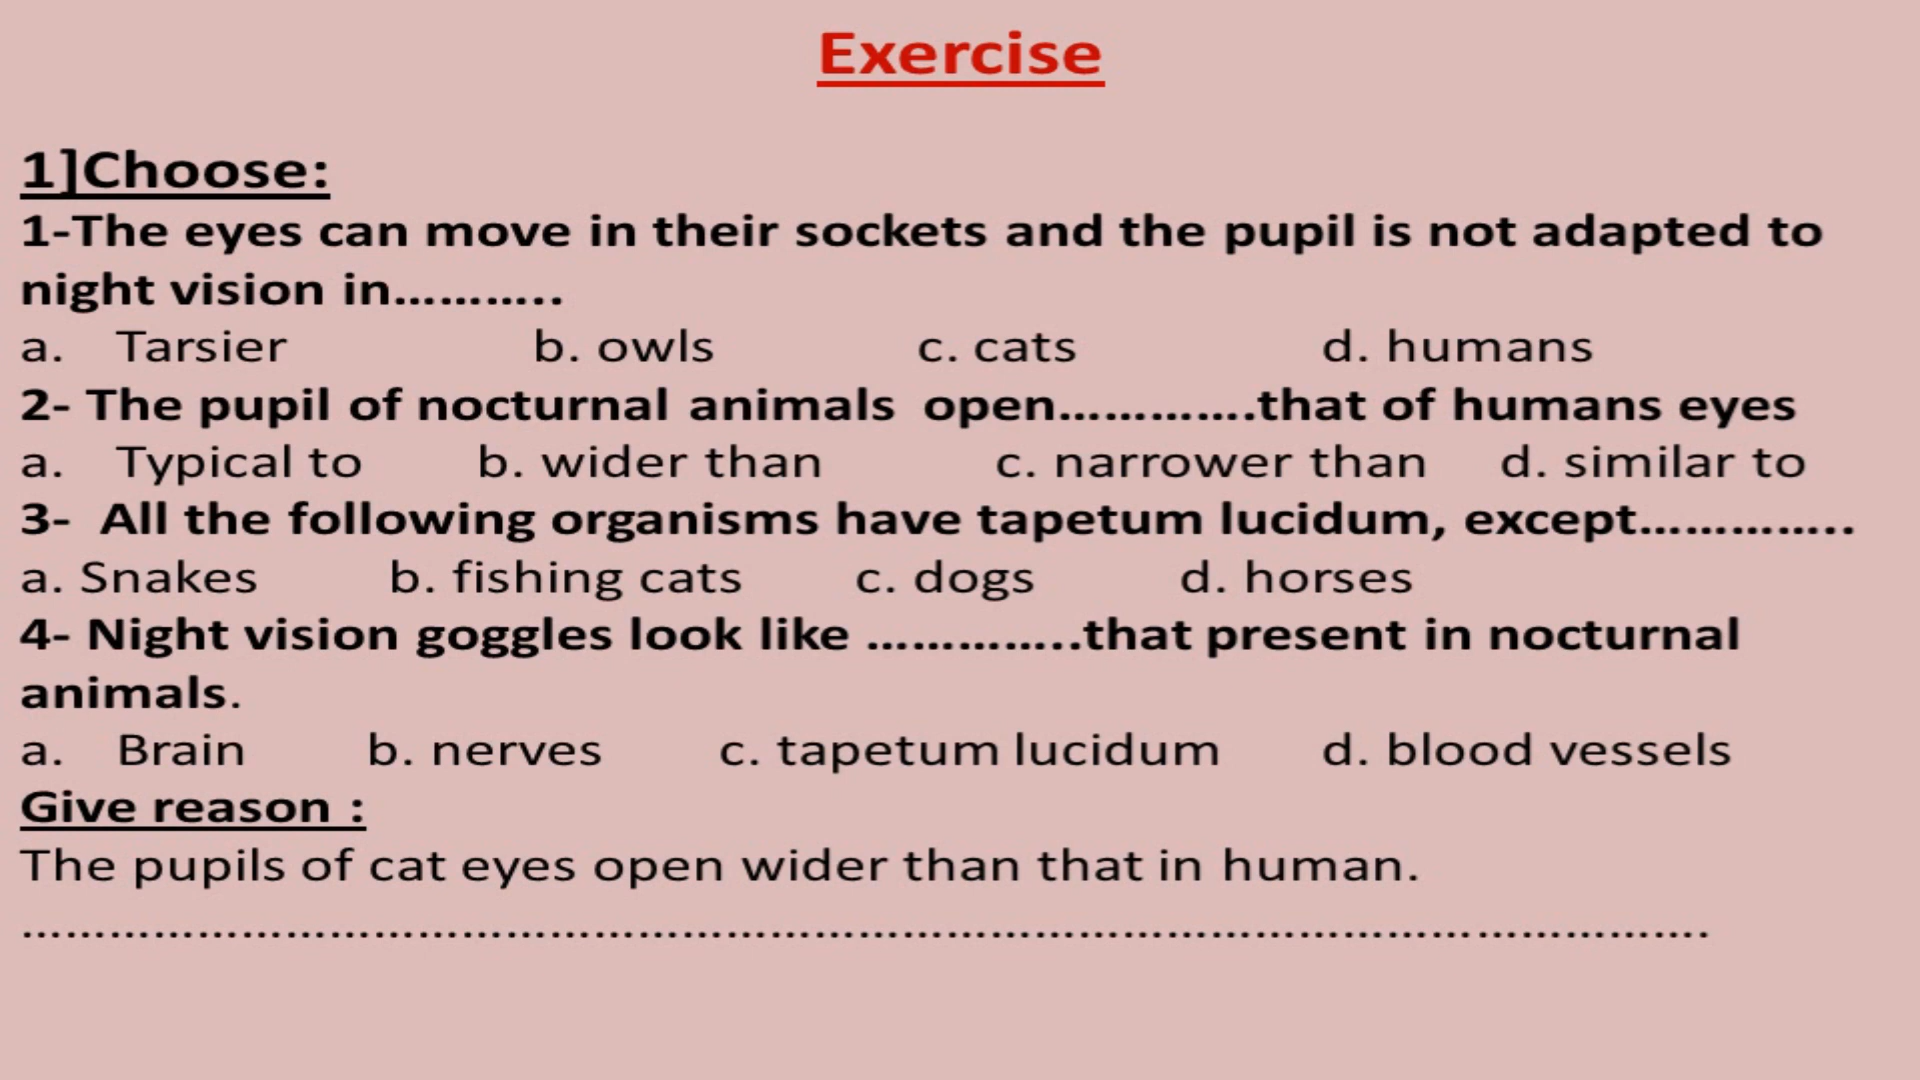 Exercise
1]Choose:
1-The eyes can move in their sockets and the pupil is not adapted to
night vision in………..
a. Tarsier b. owls c. cats d. humans
2- The pupil of nocturnal animals open………….that of humans eyes
a. Typical to b. wider than c. narrower than d. similar to
3- All the following organisms have tapetum lucidum, except…………..
a. Snakes b. fishing cats c. dogs d. horses
4- Night vision goggles look like …………..that present in nocturnal
animals.
a. Brain b. nerves c. tapetum lucidum d. blood vessels
Give reason :
The pupils of cat eyes open wider than that in human.
…………………………………………………………………………………………………….